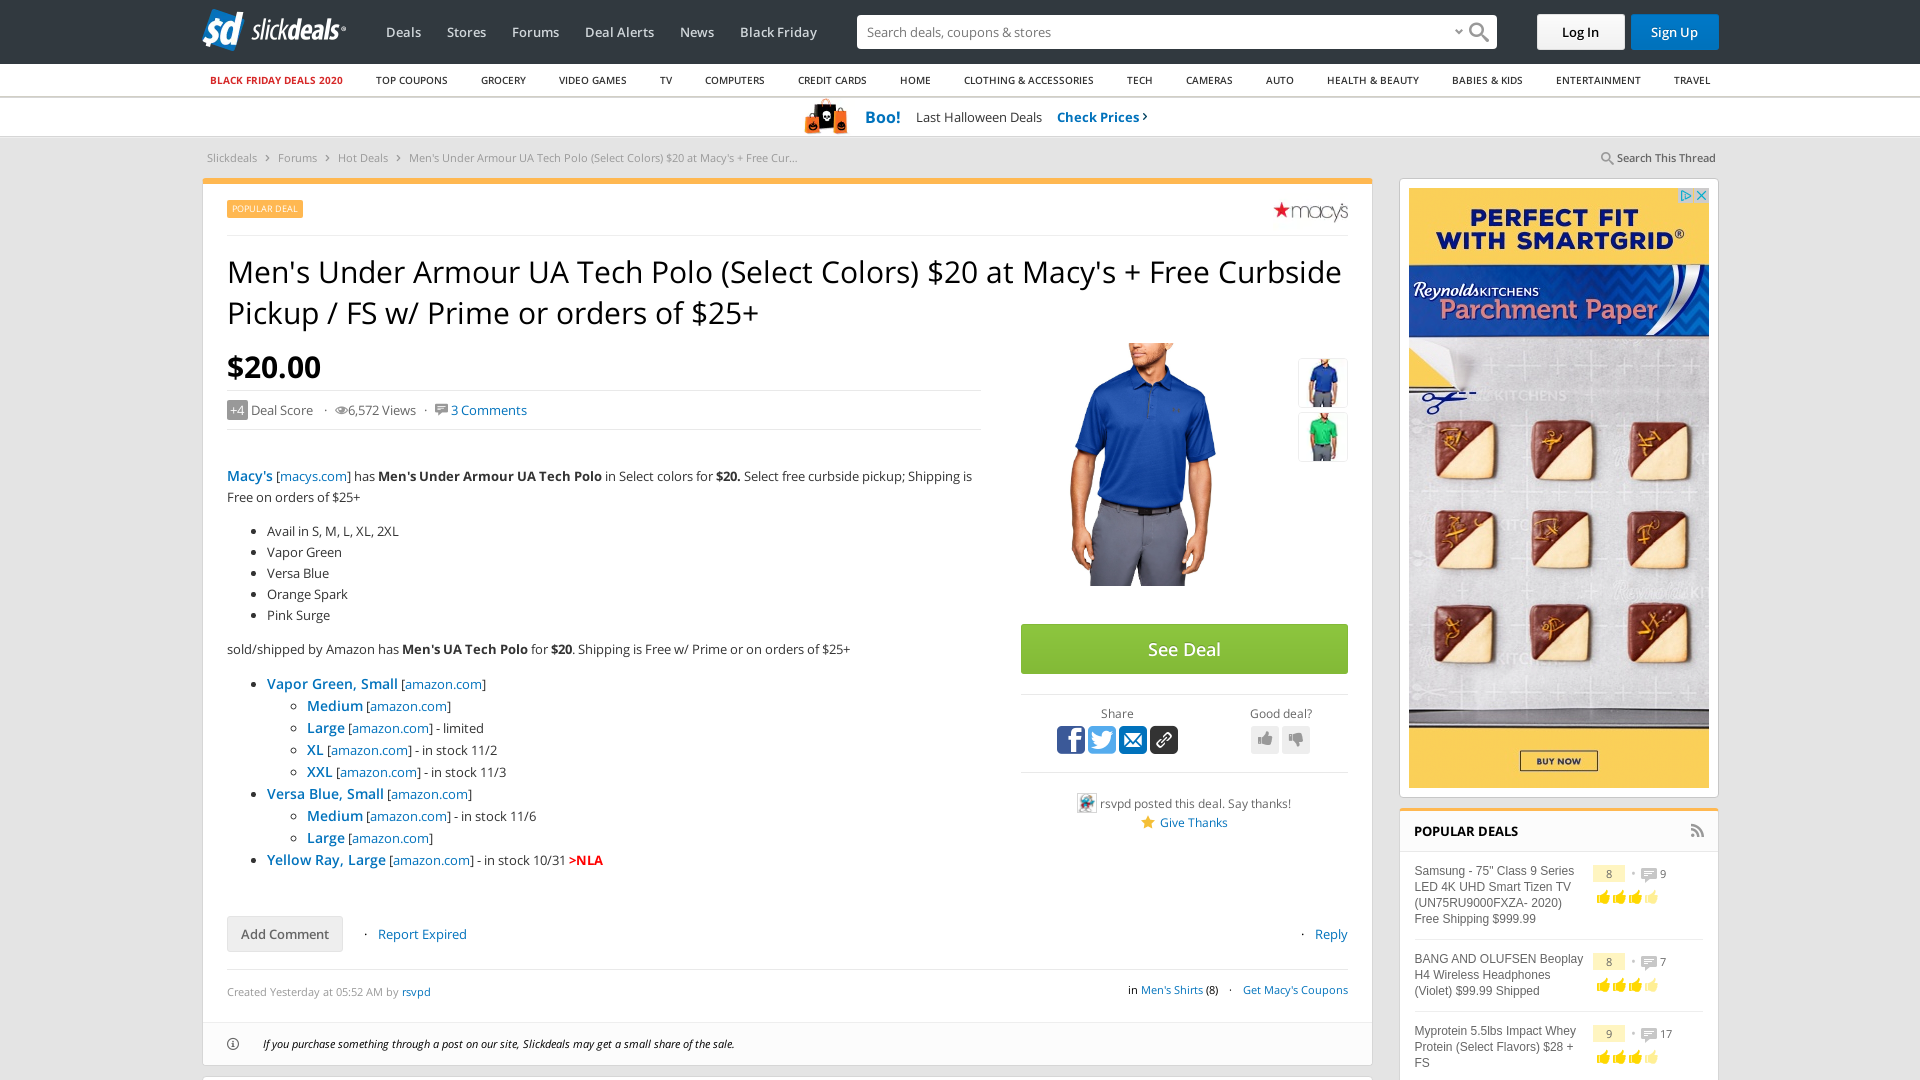 sd slickdeals
Deals Stores Forums Deal Alerts News Black Friday
Search deals, coupons & stores
Log In
Sign Up
BLACK FRIDAY DEALS 2020 TOP COUPONS GROCERY VIDEO GAMES TV COMPUTERS CREDIT CARDS HOME CLOTHING & ACCESSORIES TECH CAMERAS AUTO HEALTH & BEAUTY BABIES & KIDS ENTERTAINMENT TRAVEL
Boo! Last Halloween Deals Check Prices ›
Slickdeals › Forums › Hot Deals › Men's Under Armour UA Tech Polo (Select Colors) $20 at Macy's + Free Cur...
Search This Thread
POPULAR DEAL
★macy's
Men's Under Armour UA Tech Polo (Select Colors) $20 at Macy's + Free Curbside
Pickup / FS w/ Prime or orders of $25+
$20.00
+4 Deal Score · 6,572 Views · 3 Comments
Macy's [macys.com] has Men's Under Armour UA Tech Polo in Select colors for $20. Select free curbside pickup; Shipping is
Free on orders of $25+
Avail in S, M, L, XL, 2XL
Vapor Green
Versa Blue
Orange Spark
Pink Surge
sold/shipped by Amazon has Men's UA Tech Polo for $20. Shipping is Free w/ Prime or on orders of $25+
Vapor Green, Small [amazon.com]
Medium [amazon.com]
Large [amazon.com] - limited
XL [amazon.com] - in stock 11/2
XXL [amazon.com] - in stock 11/3
Versa Blue, Small [amazon.com]
Medium [amazon.com] - in stock 11/6
Large [amazon.com]
Yellow Ray, Large [amazon.com] - in stock 10/31 >NLA
See Deal
Share
Good deal?
rsvpd posted this deal. Say thanks!
Give Thanks
Add Comment · Report Expired
· Reply
Created Yesterday at 05:52 AM by rsvpd
in Men's Shirts (8) · Get Macy's Coupons
If you purchase something through a post on our site, Slickdeals may get a small share of the sale.
PERFECT FIT
WITH SMARTGRID®
Reynolds KITCHENS
Parchment Paper
KITCHENS
BUY NOW
POPULAR DEALS
Samsung - 75" Class 9 Series
LED 4K UHD Smart Tizen TV
(UN75RU9000FXZA- 2020)
Free Shipping $999.99
8 · 9
BANG AND OLUFSEN Beoplay
H4 Wireless Headphones
(Violet) $99.99 Shipped
8 · 7
Myprotein 5.5lbs Impact Whey
Protein (Select Flavors) $28 +
FS
9 · 17